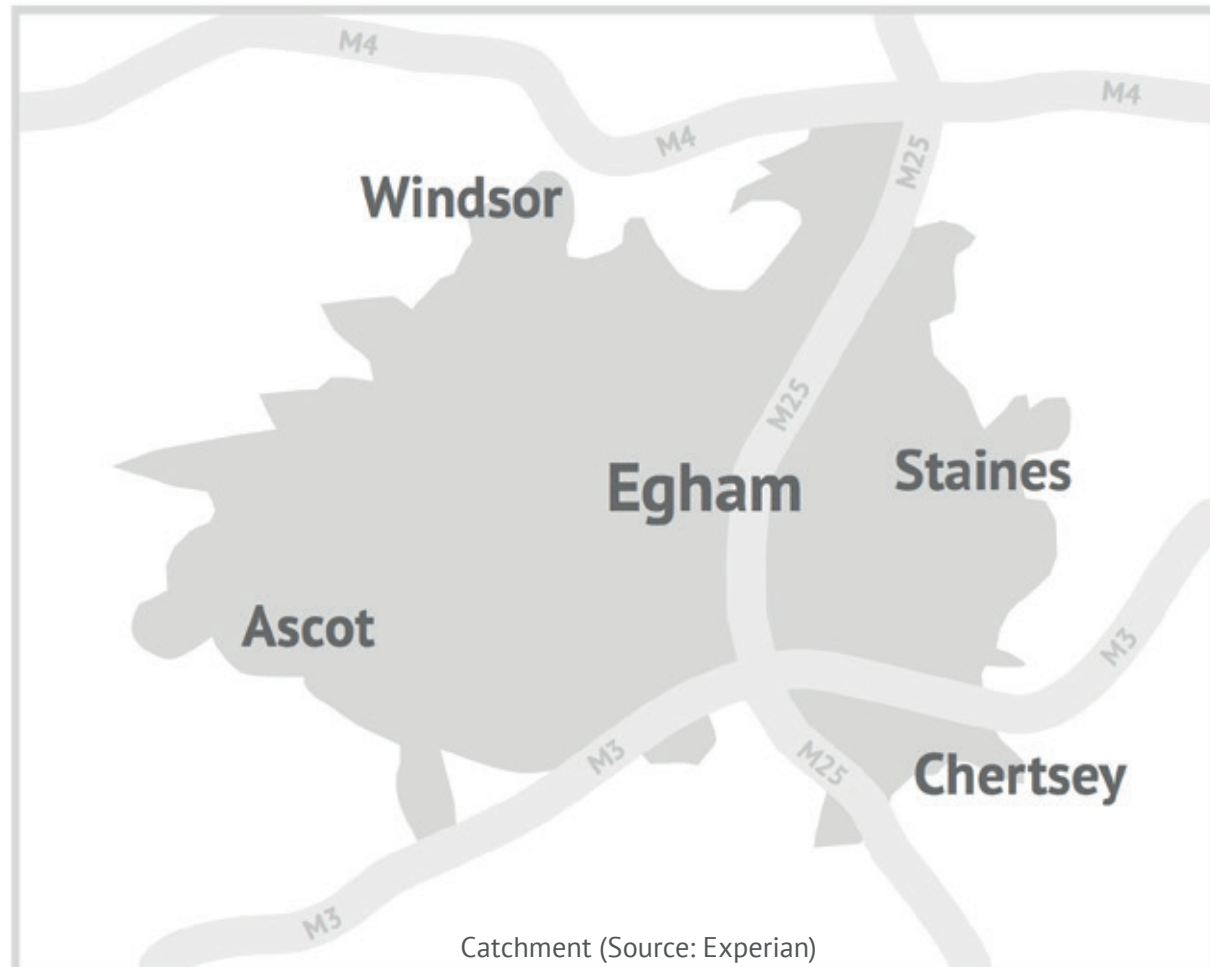 M4
M4
M4
M25
Windsor
M25
Egham
Staines
Ascot
M3
M3
M25
Chertsey
M3
Catchment (Source: Experian)